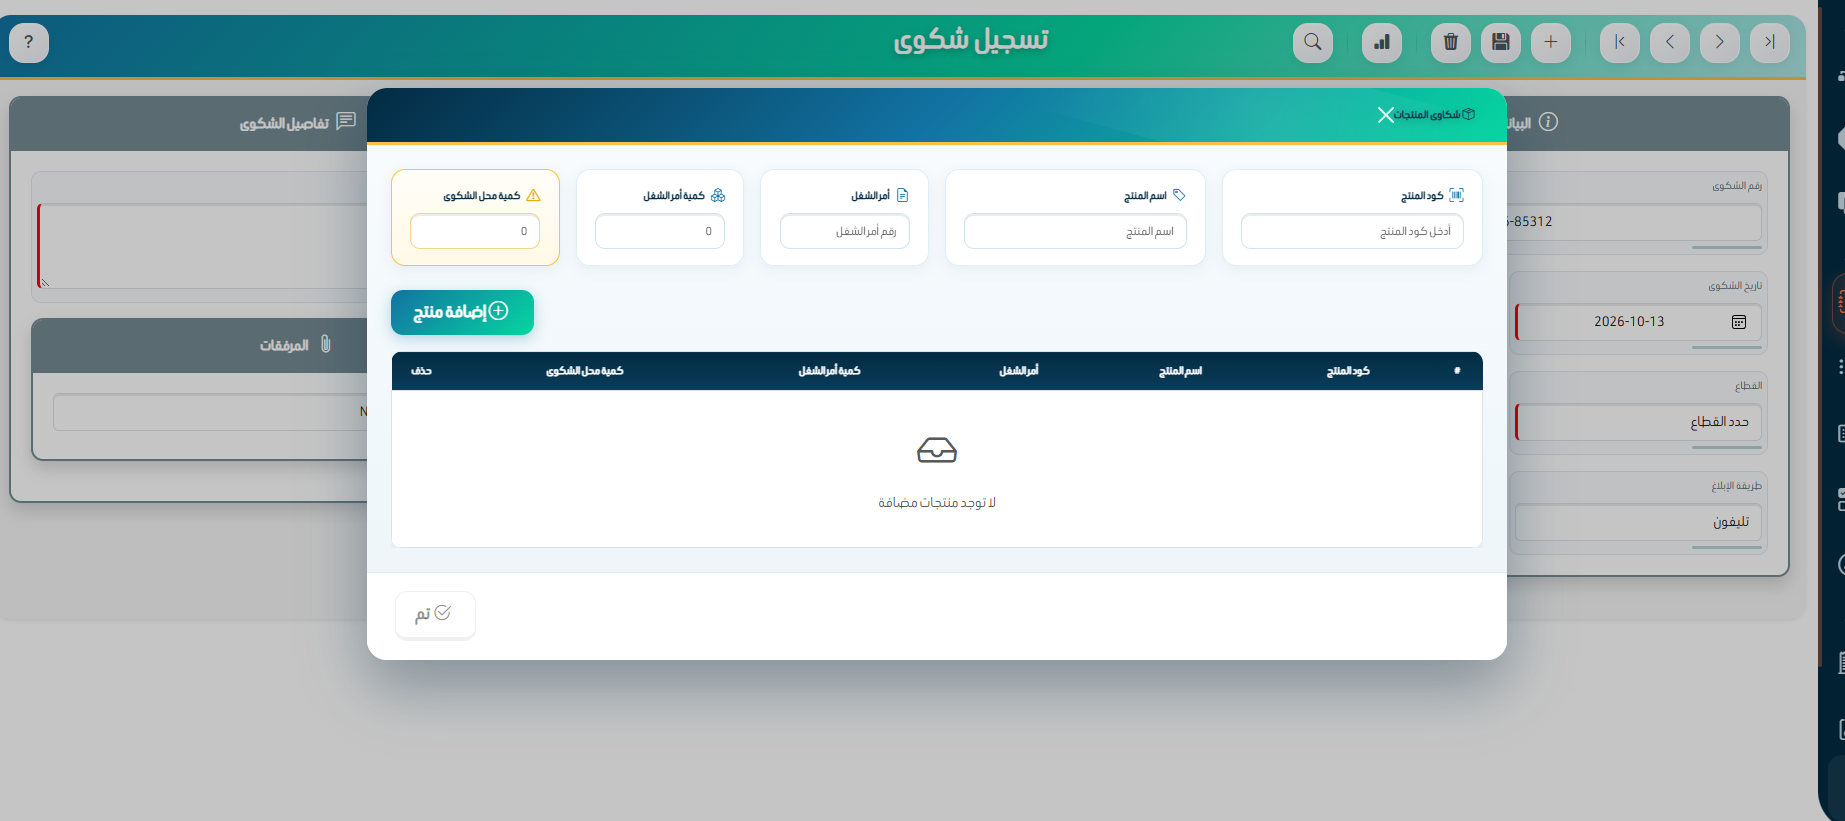 تسجيل شكوى
?
شكاوى المنتجات
كود المنتج
أدخل كود المنتج
اسم المنتج
اسم المنتج
أمر الشغل
رقم أمر الشغل
كمية أمر الشغل
0
كمية محل الشكوى
0
إضافة منتج
# كود المنتج اسم المنتج أمر الشغل كمية أمر الشغل كمية محل الشكوى حذف
لا توجد منتجات مضافة
تم
رقم الشكوى
-85312
تاريخ الشكوى
2026-10-13
القطاع
حدد القطاع
طريقة الإبلاغ
تليفون
تفاصيل الشكوى
المرفقات